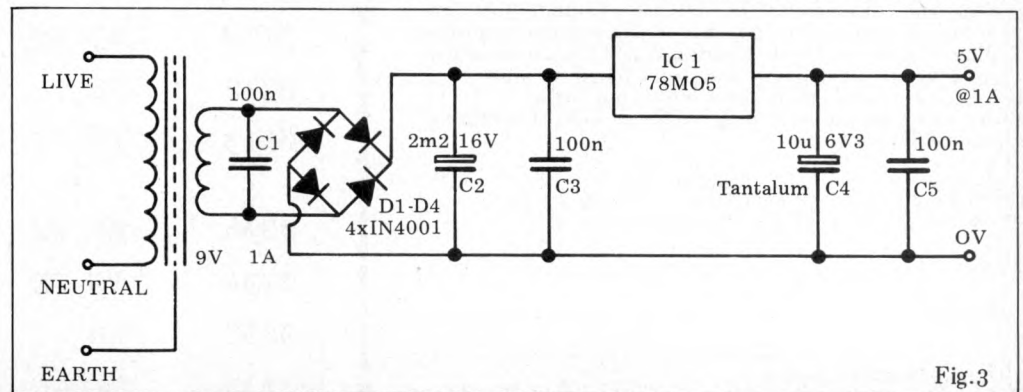 LIVE
100n
C1
D1-D4
4xIN4001
9V 1A
NEUTRAL
EARTH
2m2 16V
C2
100n
C3
IC 1
78MO5
10u 6V3
Tantalum C4
100n
C5
5V
@1A
OV
Fig.3